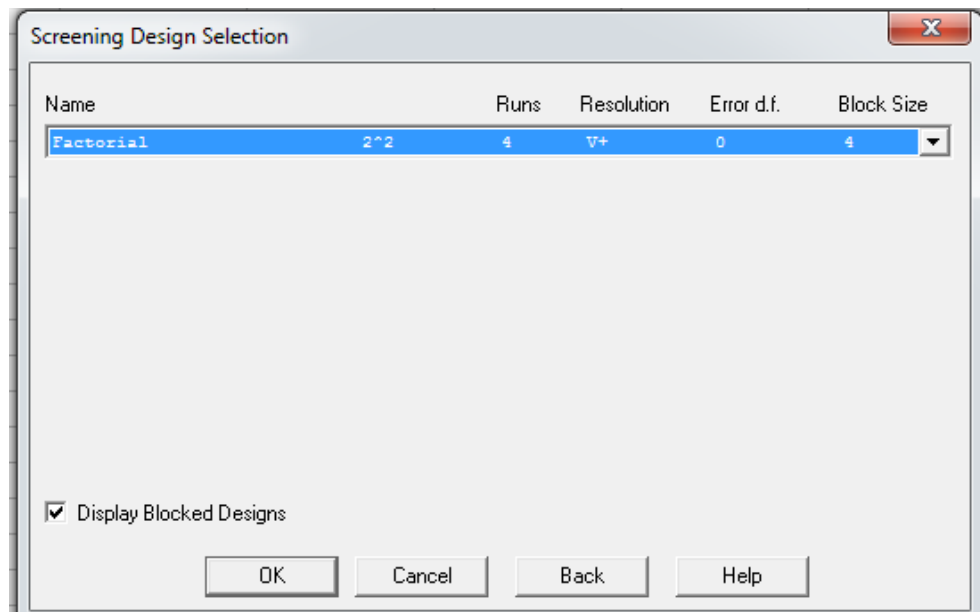 Screening Design Selection
Name Runs Resolution Error d.f. Block Size
Factorial 2^2 4 V+ 0 4
Display Blocked Designs
OK Cancel Back Help